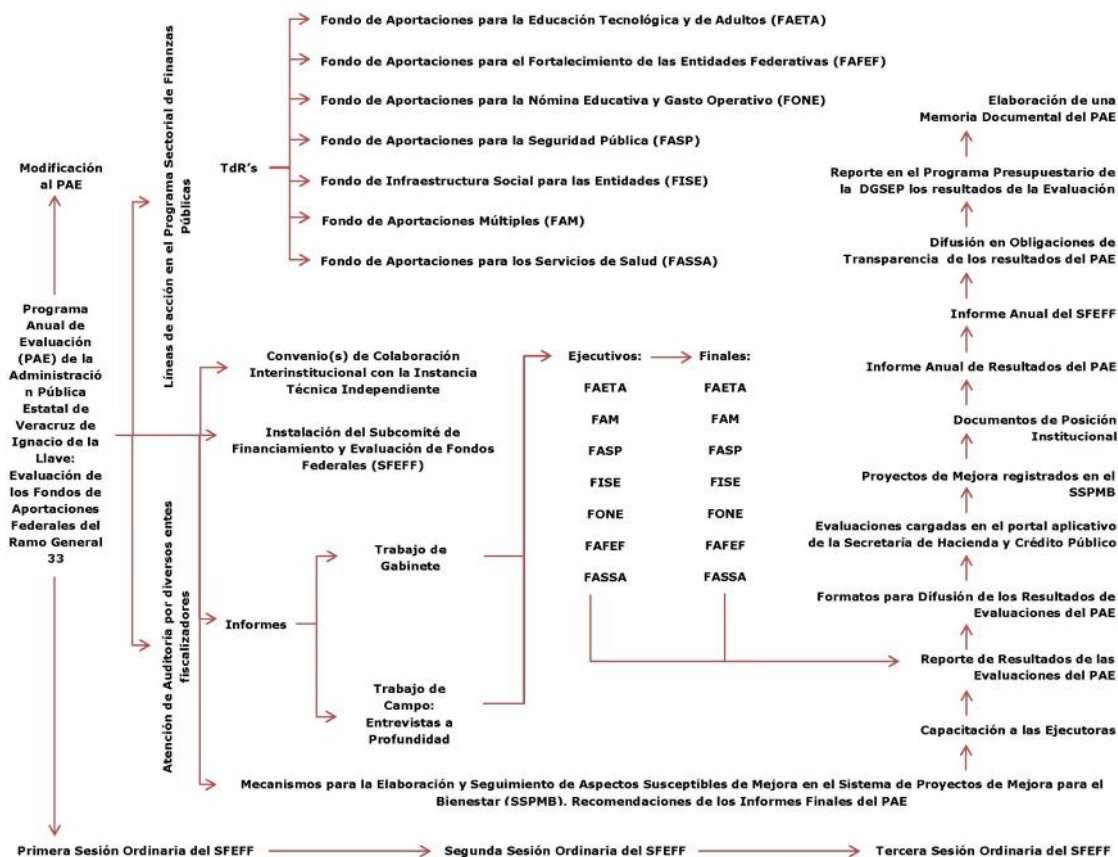 Modificación
al PAE
Programa
Anual de
Evaluación
(PAE) de la
Administració
n Pública
Estatal de
Veracruz de
Ignacio de la
Llave:
Evaluación de
los Fondos de
Aportaciones
Federales del
Ramo General
33
Líneas de acción en el Programa Sectorial de Finanzas
Públicas
Atención de Auditoría por diversos entes
fiscalizadores
TdR's
Fondo de Aportaciones para la Educación Tecnológica y de Adultos (FAETA)
Fondo de Aportaciones para el Fortalecimiento de las Entidades Federativas (FAFEF)
Fondo de Aportaciones para la Nómina Educativa y Gasto Operativo (FONE)
Fondo de Aportaciones para la Seguridad Pública (FASP)
Fondo de Infraestructura Social para las Entidades (FISE)
Fondo de Aportaciones Múltiples (FAM)
Fondo de Aportaciones para los Servicios de Salud (FASSA)
Convenio(s) de Colaboración
Interinstitucional con la Instancia
Técnica Independiente
Instalación del Subcomité de
Financiamiento y Evaluación de Fondos
Federales (SFEFF)
Informes
Trabajo de
Gabinete
Trabajo de
Campo:
Entrevistas a
Profundidad
Ejecutivos:
FAETA
FAM
FASP
FISE
FONE
FAFEF
FASSA
Finales:
FAETA
FAM
FASP
FISE
FONE
FAFEF
FASSA
Elaboración de una
Memoria Documental del PAE
Reporte en el Programa Presupuestario de
la DGSEP los resultados de la Evaluación
Difusión en Obligaciones de
Transparencia de los resultados del PAE
Informe Anual del SFEFF
Informe Anual de Resultados del PAE
Documentos de Posición
Institucional
Proyectos de Mejora registrados en el
SSPMB
Evaluaciones cargadas en el portal aplicativo
de la Secretaría de Hacienda y Crédito Público
Formatos para Difusión de los Resultados de
Evaluaciones del PAE
Reporte de Resultados de las
Evaluaciones del PAE
Capacitación a las Ejecutoras
Mecanismos para la Elaboración y Seguimiento de Aspectos Susceptibles de Mejora en el Sistema de Proyectos de Mejora para el
Bienestar (SSPMB). Recomendaciones de los Informes Finales del PAE
Primera Sesión Ordinaria del SFEFF
Segunda Sesión Ordinaria del SFEFF
Tercera Sesión Ordinaria del SFEFF